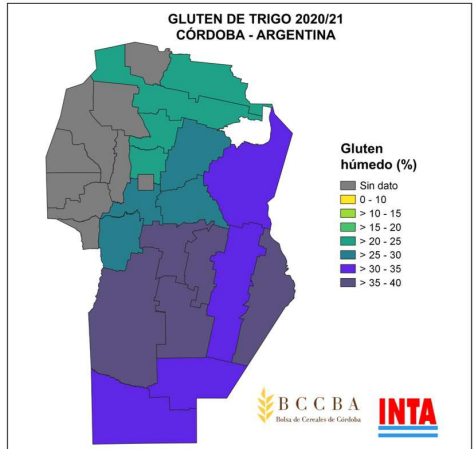 GLUTEN DE TRIGO 2020/21
CÓRDOBA - ARGENTINA
Gluten
húmedo (%)
Sin dato
0 - 10
> 10 - 15
> 15 - 20
> 20 - 25
> 25 - 30
> 30 - 35
> 35 - 40
BCCBA
Bolsa de Cereales de Córdoba
INTA